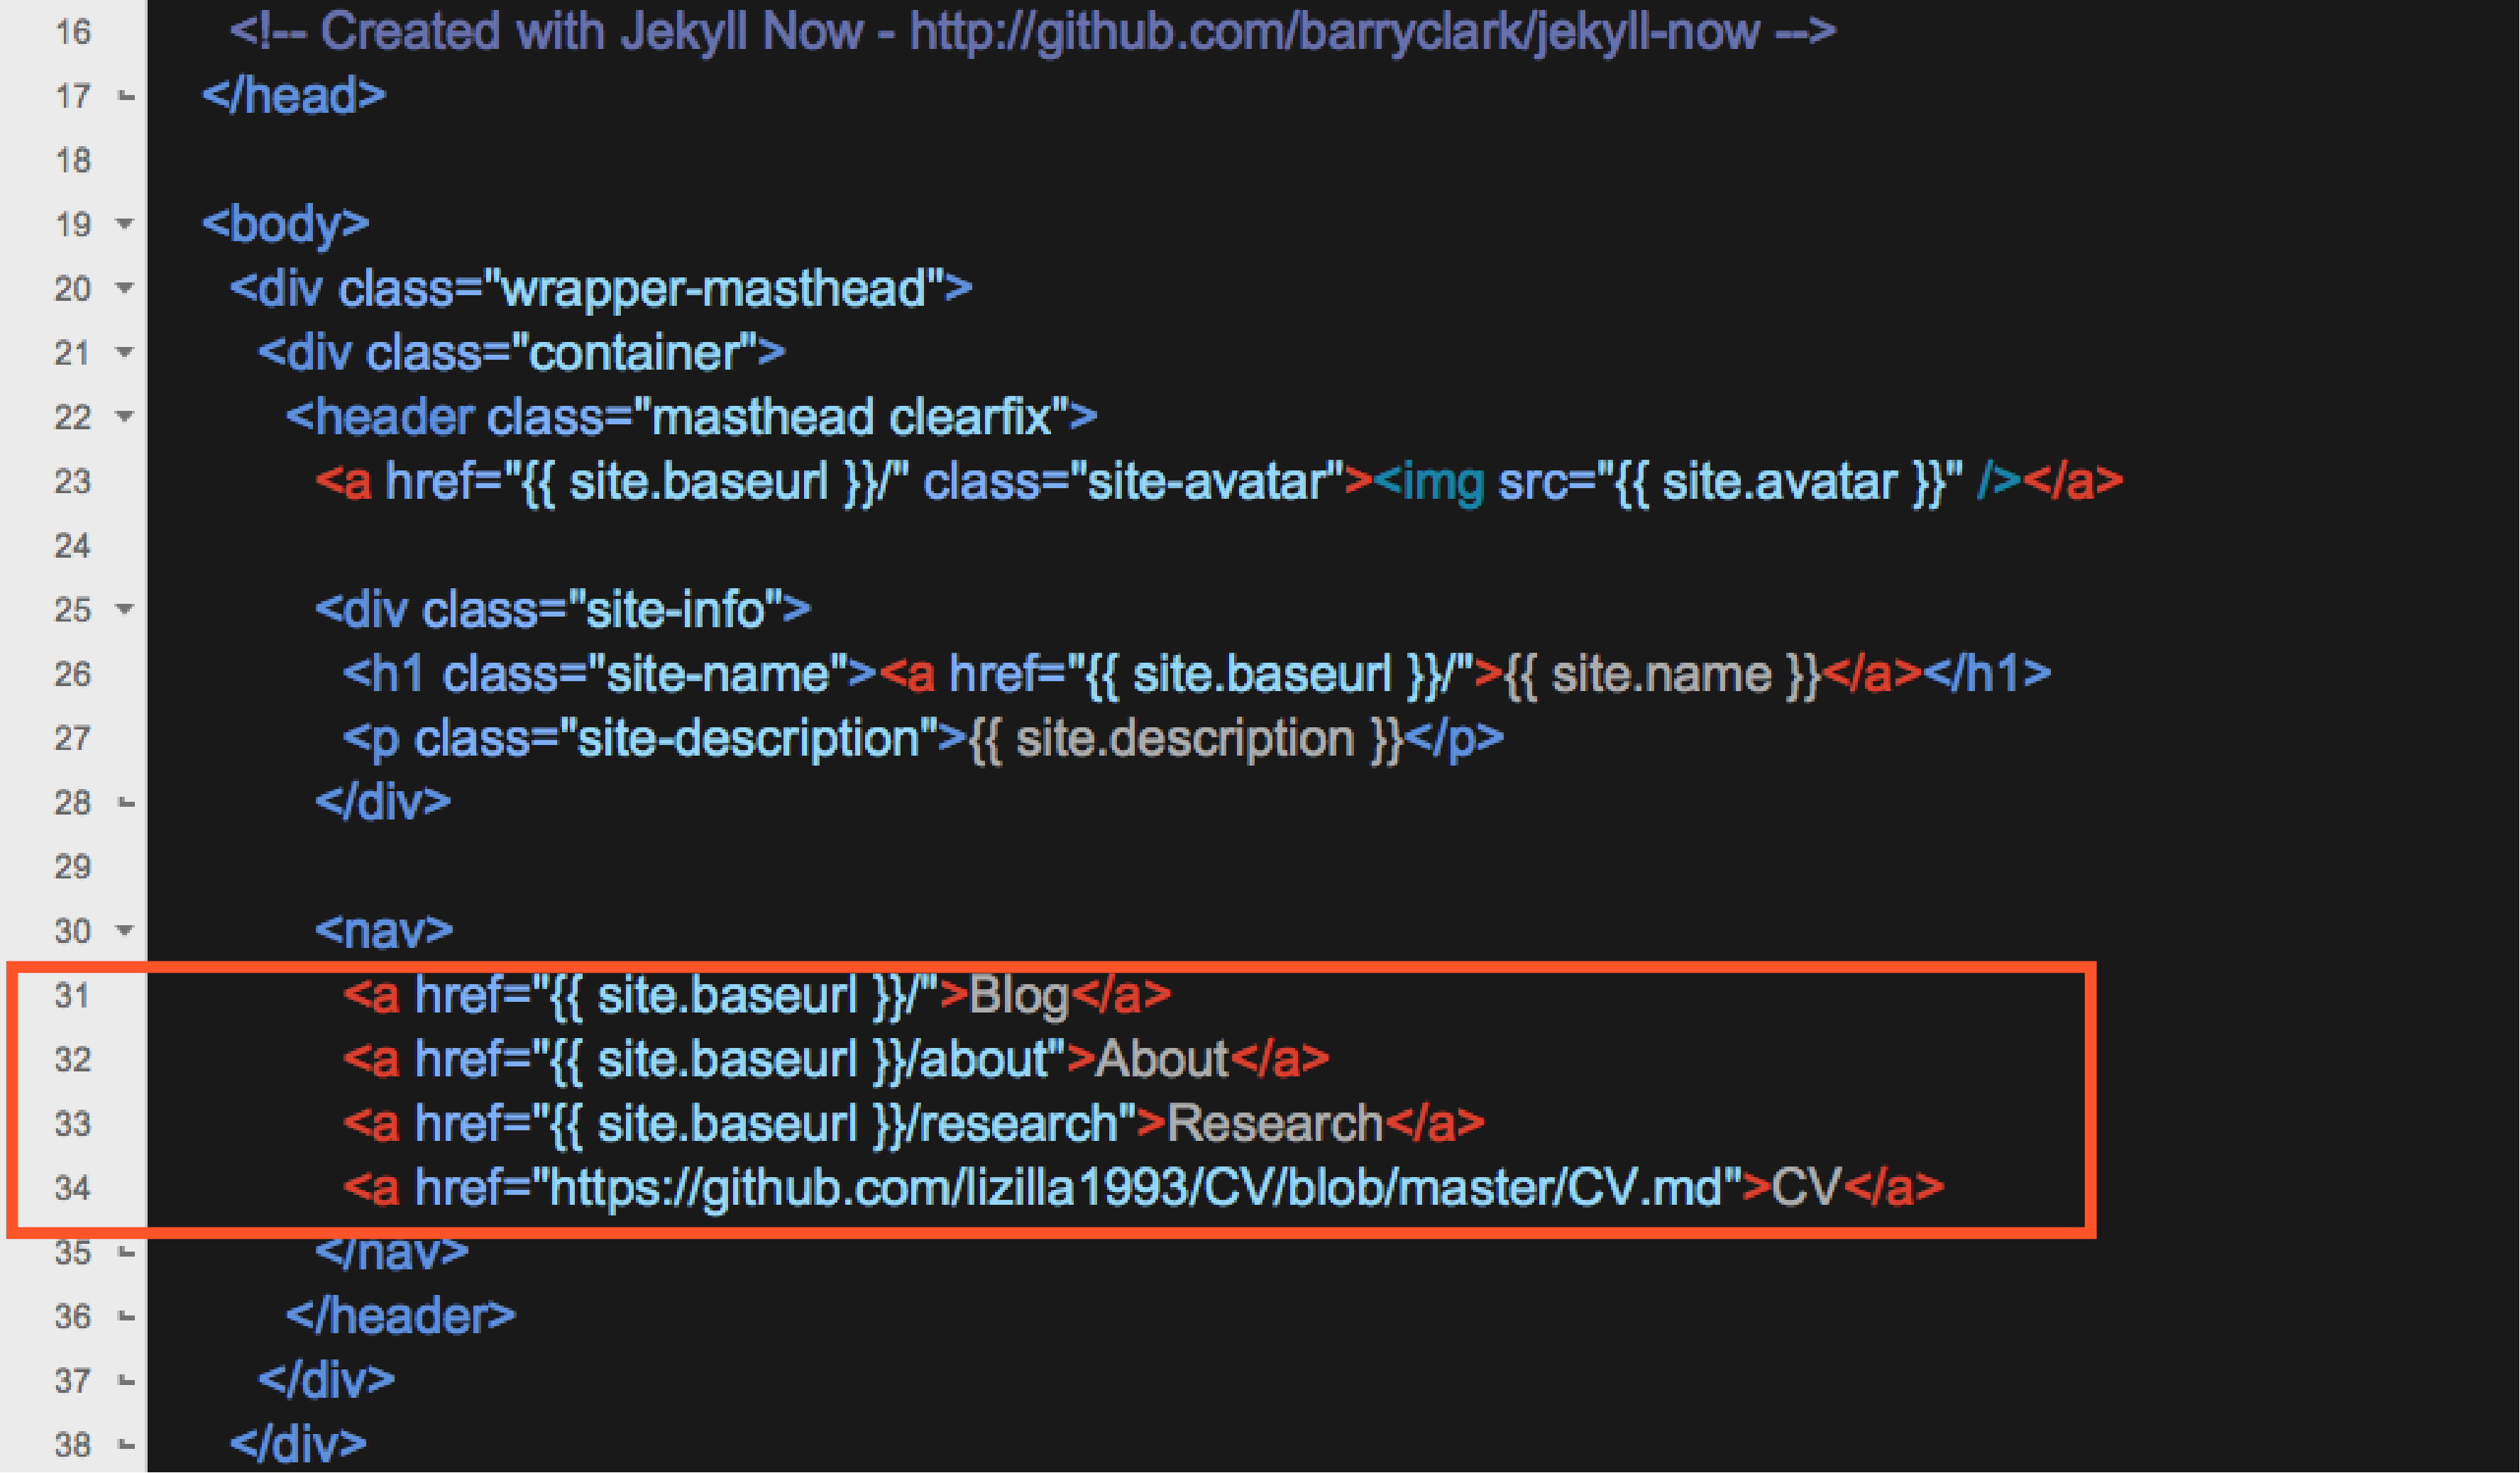 16 <!-- Created with Jekyll Now - http://github.com/barryclark/jekyll-now -->
17 </head>
18
19 <body>
20 <div class="wrapper-masthead">
21 <div class="container">
22 <header class="masthead clearfix">
23 <a href="{{ site.baseurl }}/" class="site-avatar"><img src="{{ site.avatar }}" /></a>
24
25 <div class="site-info">
26 <h1 class="site-name"><a href="{{ site.baseurl }}/">{{ site.name }}</a></h1>
27 <p class="site-description">{{ site.description }}</p>
28 </div>
29
30 <nav>
31 <a href="{{ site.baseurl }}/">Blog</a>
32 <a href="{{ site.baseurl }}/about">About</a>
33 <a href="{{ site.baseurl }}/research">Research</a>
34 <a href="https://github.com/lizilla1993/CV/blob/master/CV.md">CV</a>
35 </nav>
36 </header>
37 </div>
38 </div>